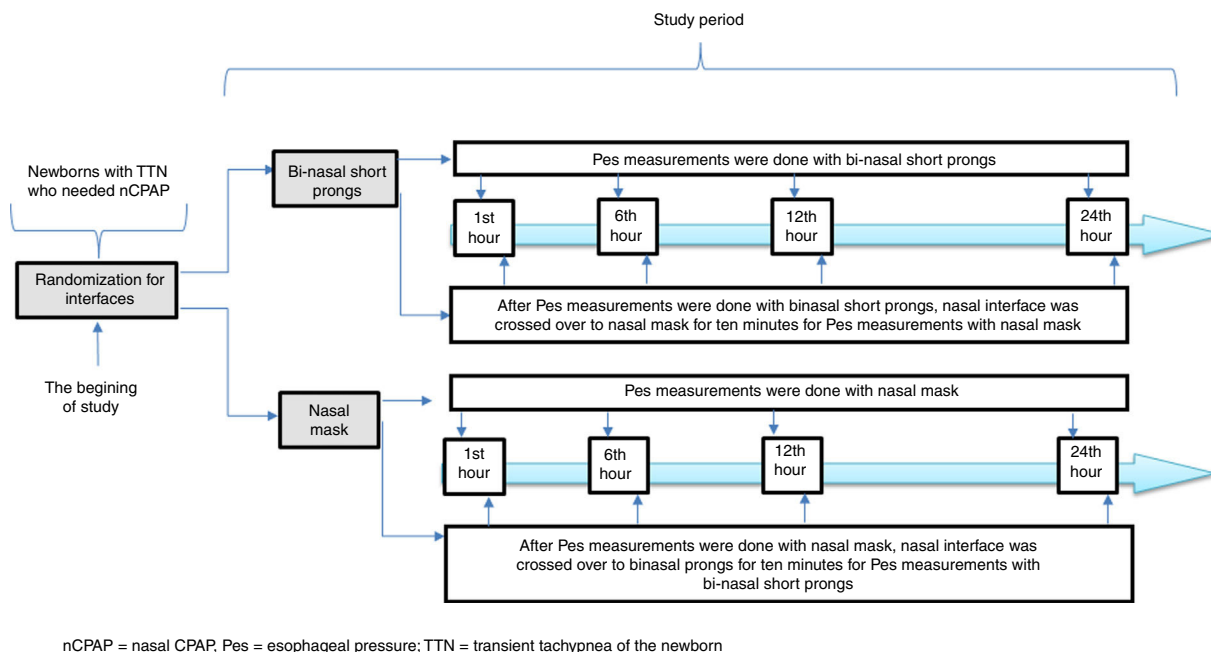 Study period
Newborns with TTN
who needed nCPAP
Randomization for
interfaces
The begining
of study
Bi-nasal short
prongs
Pes measurements were done with bi-nasal short prongs
1st
hour
6th
hour
12th
hour
24th
hour
After Pes measurements were done with binasal short prongs, nasal interface was
crossed over to nasal mask for ten minutes for Pes measurements with nasal mask
Nasal
mask
Pes measurements were done with nasal mask
1st
hour
6th
hour
12th
hour
24th
hour
After Pes measurements were done with nasal mask, nasal interface was
crossed over to binasal prongs for ten minutes for Pes measurements with
bi-nasal short prongs
nCPAP = nasal CPAP, Pes = esophageal pressure; TTN = transient tachypnea of the newborn